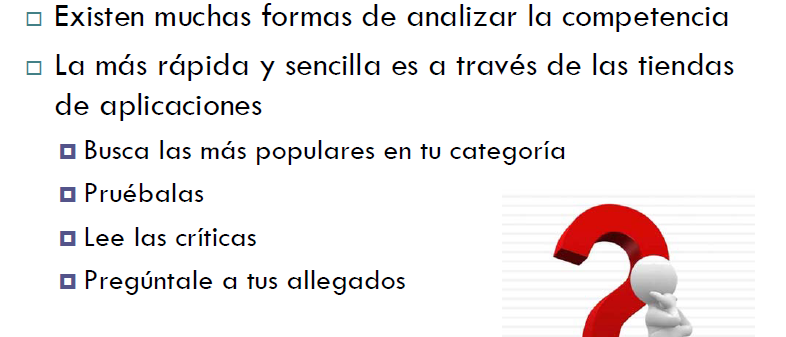 Existen muchas formas de analizar la competencia
La más rápida y sencilla es a través de las tiendas
de aplicaciones
Busca las más populares en tu categoría
Pruébalas
Lee las críticas
Pregúntale a tus allegados